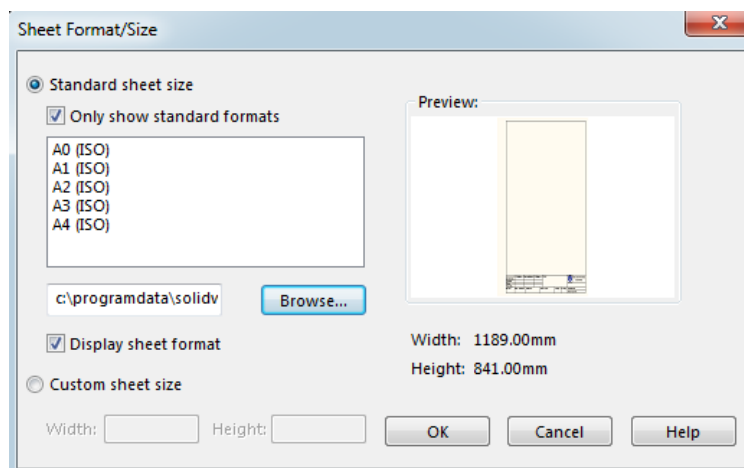 Sheet Format/Size
Standard sheet size
Only show standard formats
A0 (ISO)
A1 (ISO)
A2 (ISO)
A3 (ISO)
A4 (ISO)
c:\programdata\solidv
Browse...
Display sheet format
Custom sheet size
Width:
Height:
Preview:
Width: 1189.00mm
Height: 841.00mm
OK
Cancel
Help